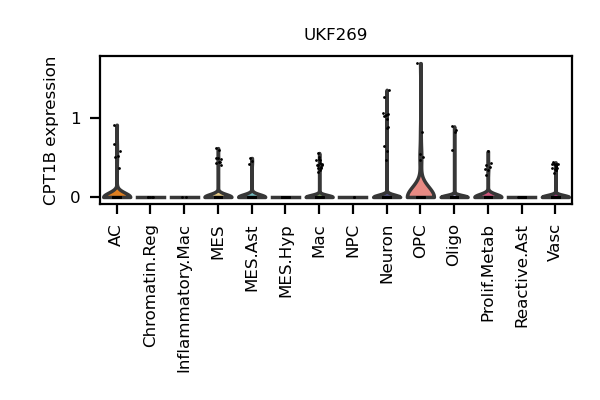 UKF269
CPT1B expression
1
0
AC
Chromatin.Reg
Inflammatory.Mac
MES
MES.Ast
MES.Hyp
Mac
NPC
Neuron
OPC
Oligo
Prolif.Metab
Reactive.Ast
Vasc